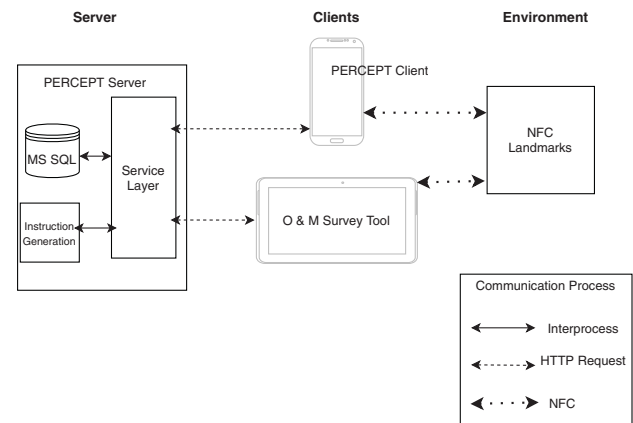 Server
Clients
Environment
PERCEPT Server
MS SQL
Service
Layer
Instruction
Generation
PERCEPT Client
O & M Survey Tool
NFC
Landmarks
Communication Process
Interprocess
HTTP Request
NFC